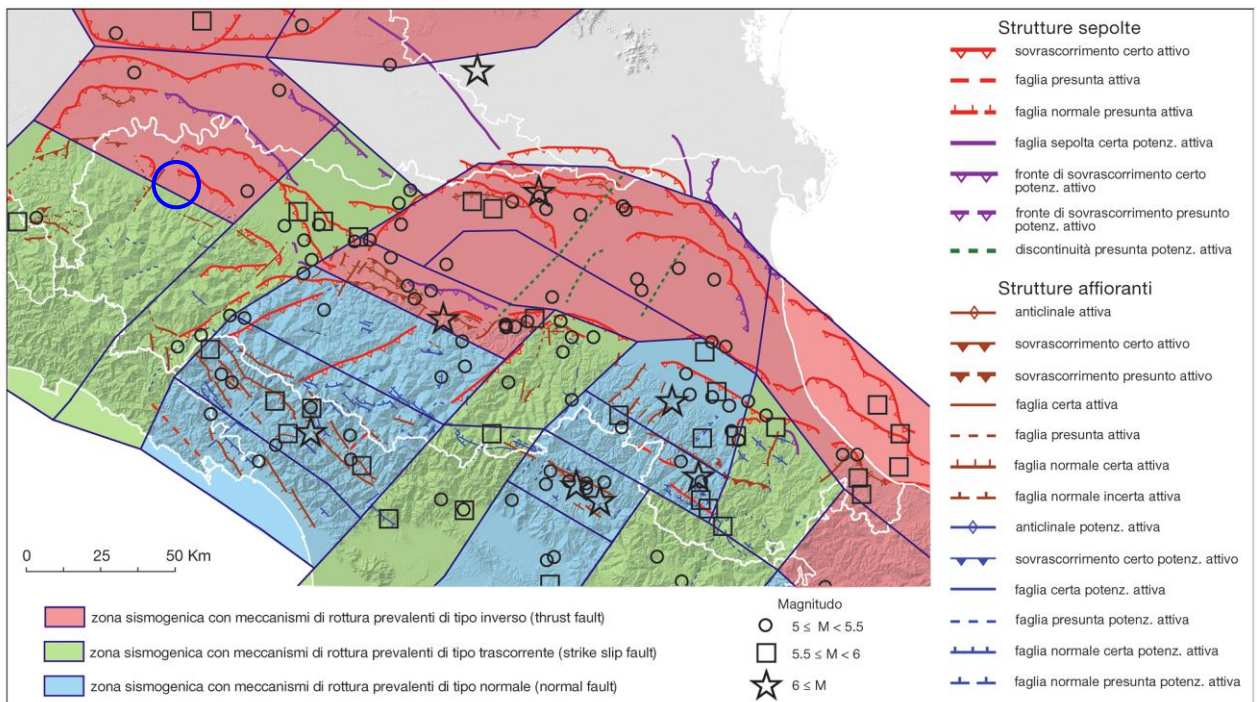 Strutture sepolte
sovrascorrimento certo attivo
faglia presunta attiva
faglia normale presunta attiva
faglia sepolta certa potenz. attiva
fronte di sovrascorrimento certo
potenz. attivo
fronte di sovrascorrimento presunto
potenz. attivo
discontinuità presunta potenz. attiva
Strutture affioranti
anticlinale attiva
sovrascorrimento certo attivo
sovrascorrimento presunto attivo
faglia certa attiva
faglia presunta attiva
faglia normale certa attiva
faglia normale incerta attiva
anticlinale potenz. attiva
sovrascorrimento certo potenz. attivo
faglia certa potenz. attiva
faglia presunta potenz. attiva
faglia normale certa potenz. attiva
faglia normale presunta potenz. attiva
0 25 50 Km
zona sismogenica con meccanismi di rottura prevalenti di tipo inverso (thrust fault)
zona sismogenica con meccanismi di rottura prevalenti di tipo trascorrente (strike slip fault)
zona sismogenica con meccanismi di rottura prevalenti di tipo normale (normal fault)
Magnitudo
5 ≤ M < 5.5
5.5 ≤ M < 6
6 ≤ M